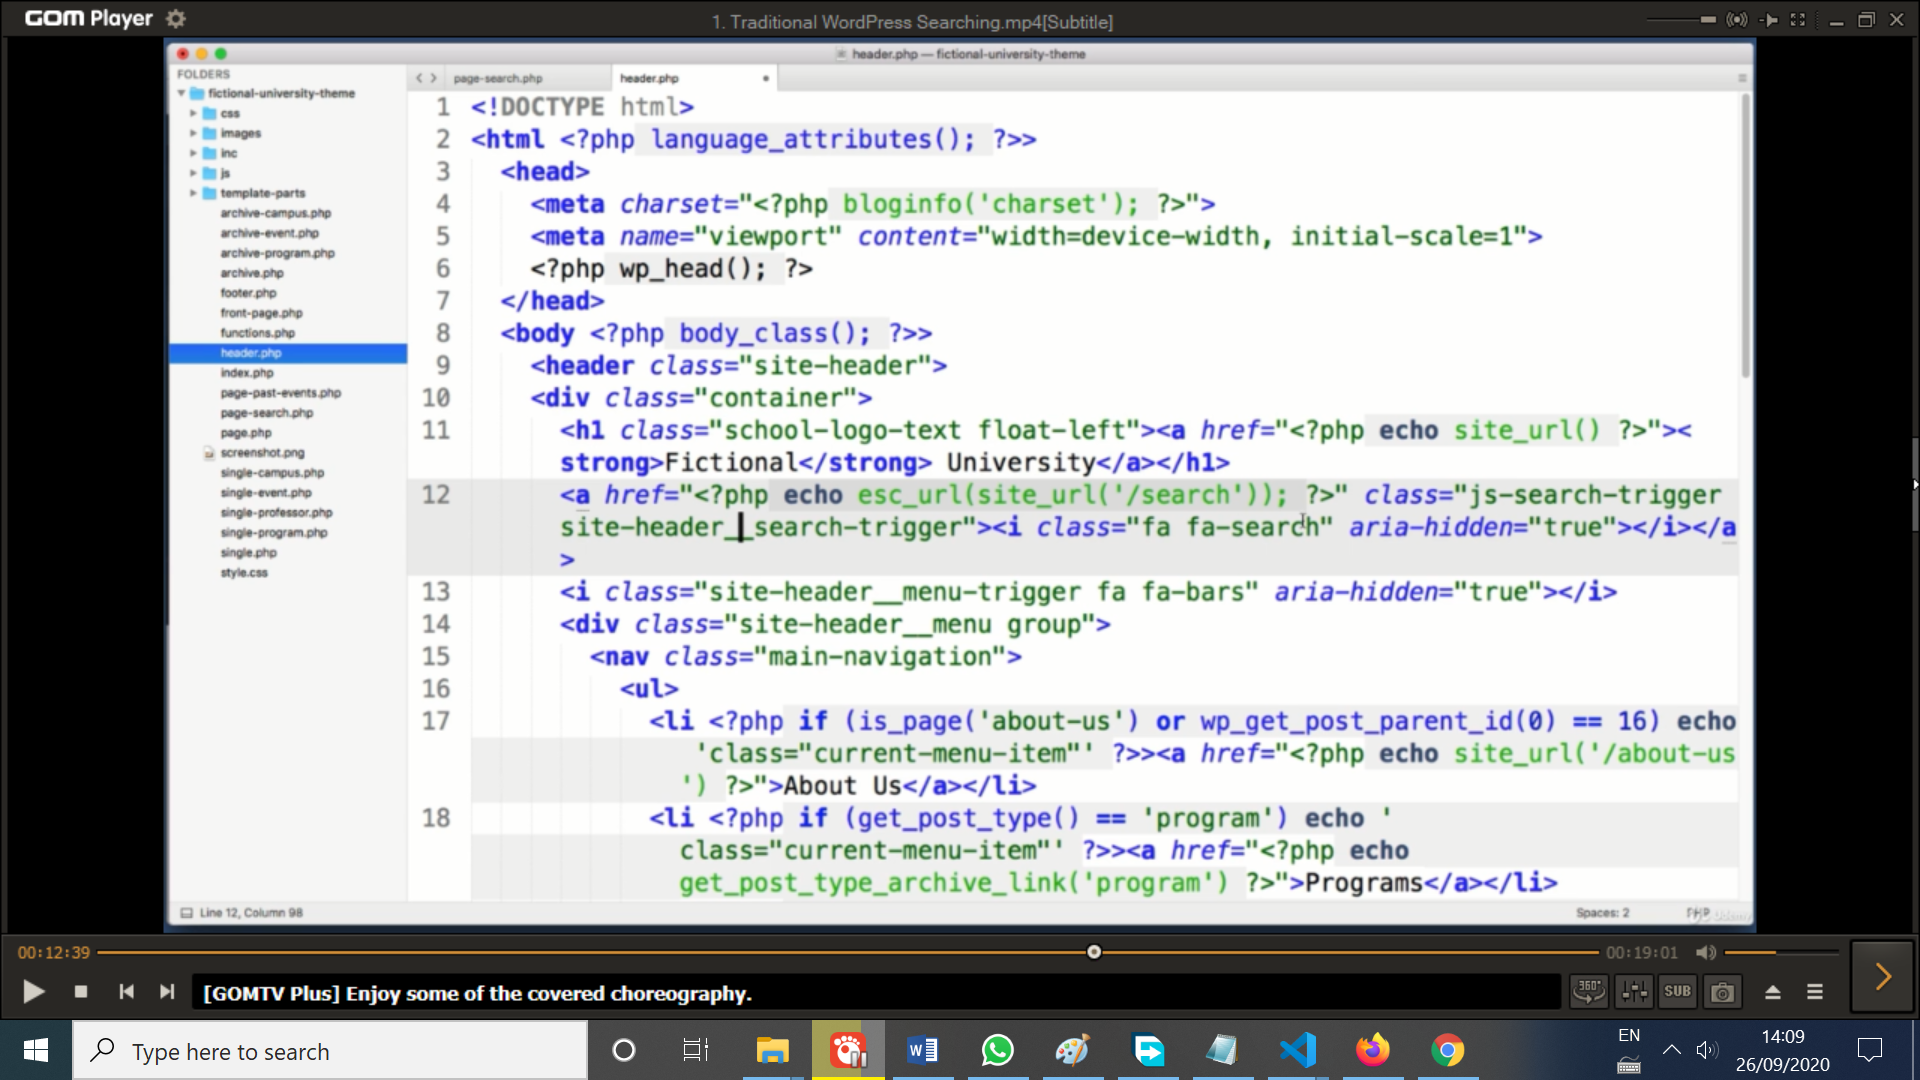 GOM Player
1. Traditional WordPress Searching.mp4[Subtitle]
header.php — fictional-university-theme
FOLDERS
fictional-university-theme
css
images
inc
js
template-parts
archive-campus.php
archive-event.php
archive-program.php
archive.php
footer.php
front-page.php
functions.php
header.php
index.php
page-past-events.php
page-search.php
page.php
screenshot.png
single-campus.php
single-event.php
single-professor.php
single-program.php
single.php
style.css
page-search.php
header.php
1 <!DOCTYPE html>
2 <html <?php language_attributes(); ?>>
3 <head>
4 <meta charset="<?php bloginfo('charset'); ?>">
5 <meta name="viewport" content="width=device-width, initial-scale=1">
6 <?php wp_head(); ?>
7 </head>
8 <body <?php body_class(); ?>>
9 <header class="site-header">
10 <div class="container">
11 <h1 class="school-logo-text float-left"><a href="<?php echo site_url() ?>"><
strong>Fictional</strong> University</a></h1>
12 <a href="<?php echo esc_url(site_url('/search')); ?>" class="js-search-trigger
site-header__search-trigger"><i class="fa fa-search" aria-hidden="true"></i></a
>
13 <i class="site-header__menu-trigger fa fa-bars" aria-hidden="true"></i>
14 <div class="site-header__menu group">
15 <nav class="main-navigation">
16 <ul>
17 <li <?php if (is_page('about-us') or wp_get_post_parent_id(0) == 16) echo
'class="current-menu-item"' ?>><a href="<?php echo site_url('/about-us
') ?>">About Us</a></li>
18 <li <?php if (get_post_type() == 'program') echo '
class="current-menu-item"' ?>><a href="<?php echo
get_post_type_archive_link('program') ?>">Programs</a></li>
Line 12, Column 98
Spaces: 2
PHP
Udemy
00:12:39
00:19:01
[GOMTV Plus] Enjoy some of the covered choreography.
360°
SUB
Type here to search
EN
14:09
26/09/2020